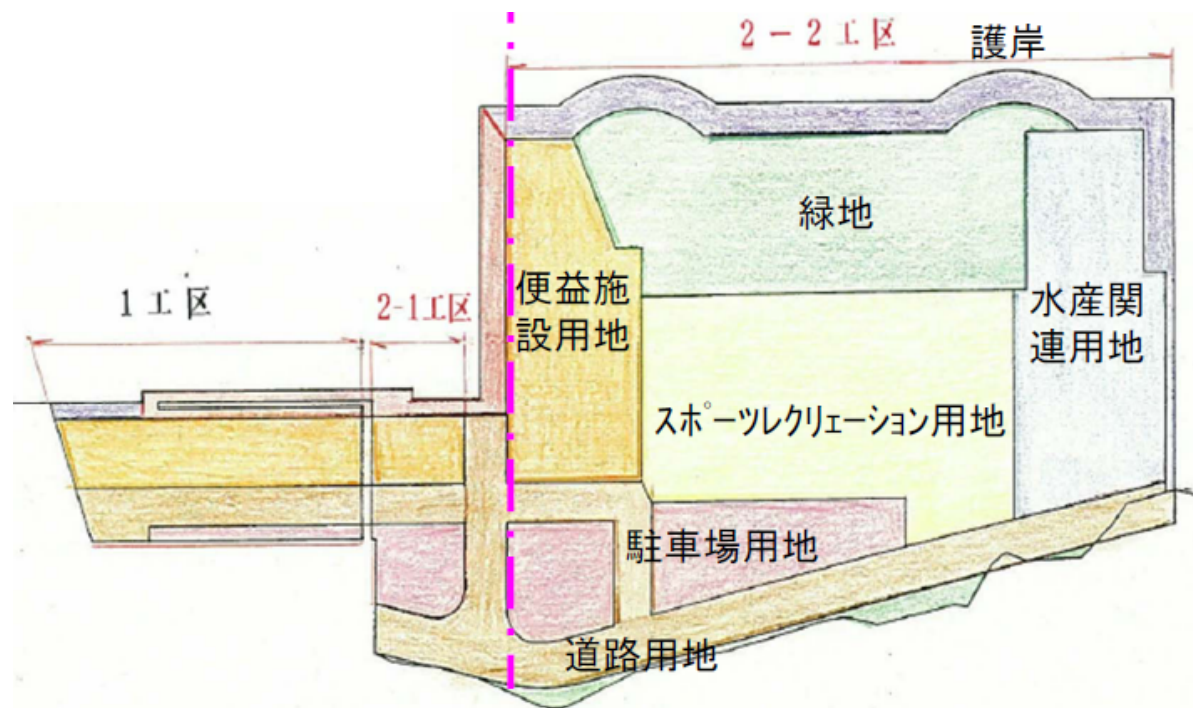 2-2工区
護岸
緑地
1工区
2-1工区
便益施
設用地
水産関
連用地
スポーツレクリェーション用地
駐車場用地
道路用地